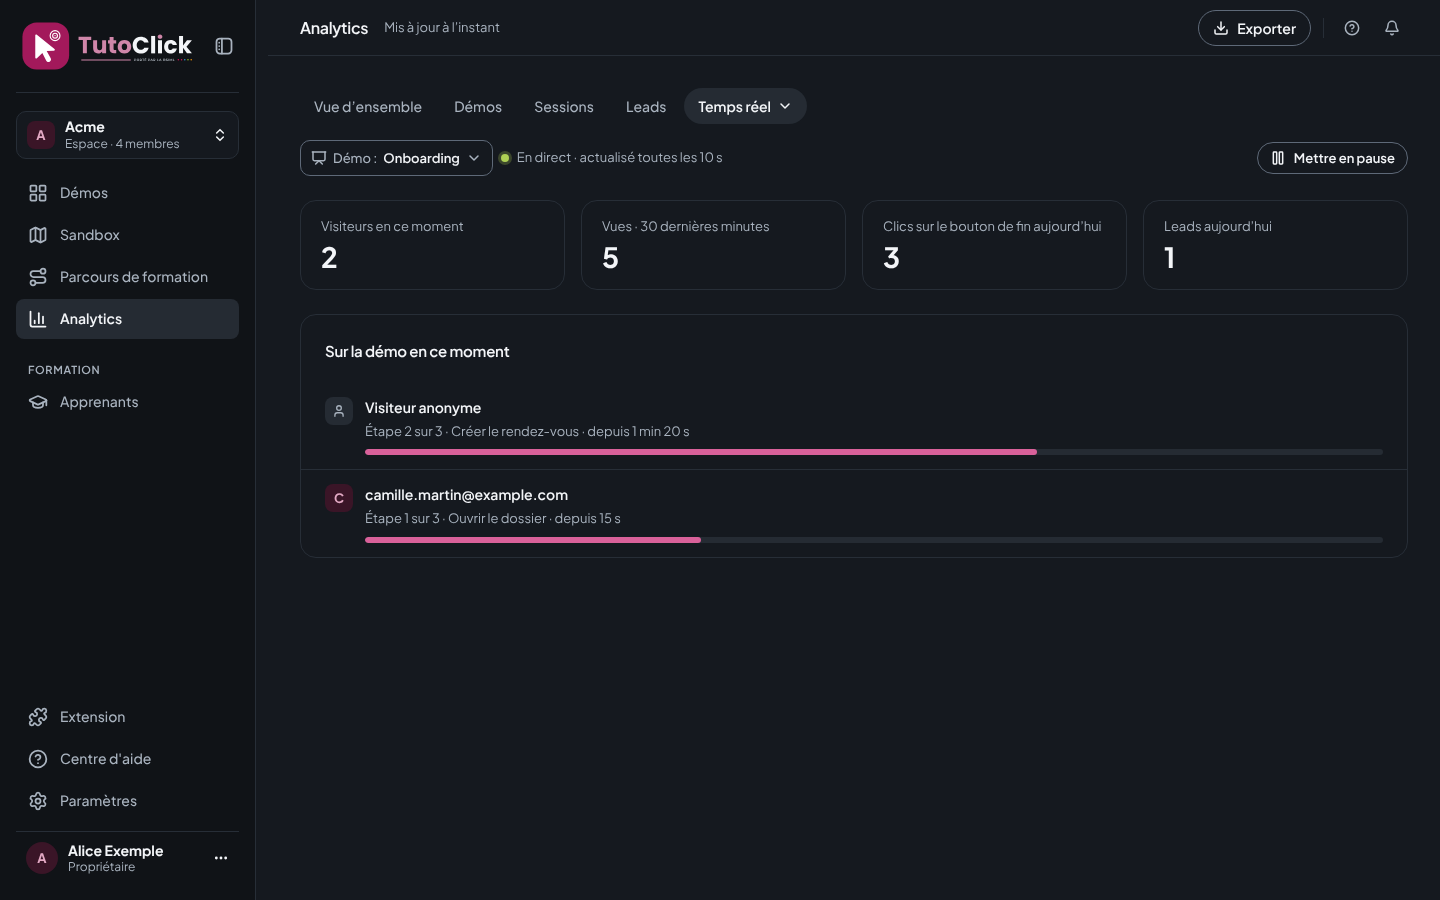 TutoClick
Analytics
Mis à jour à l'instant
Exporter
Acme
A
Espace · 4 membres
Démos
Sandbox
Parcours de formation
Analytics
FORMATION
Apprenants
Extension
Centre d'aide
Paramètres
A
Alice Exemple
Propriétaire
Vue d'ensemble
Démos
Sessions
Leads
Temps réel
Démo : Onboarding
En direct · actualisé toutes les 10 s
Mettre en pause
Visiteurs en ce moment
2
Vues · 30 dernières minutes
5
Clics sur le bouton de fin aujourd'hui
3
Leads aujourd'hui
1
Sur la démo en ce moment
Visiteur anonyme
Étape 2 sur 3 · Créer le rendez-vous · depuis 1 min 20 s
C
camille.martin@example.com
Étape 1 sur 3 · Ouvrir le dossier · depuis 15 s